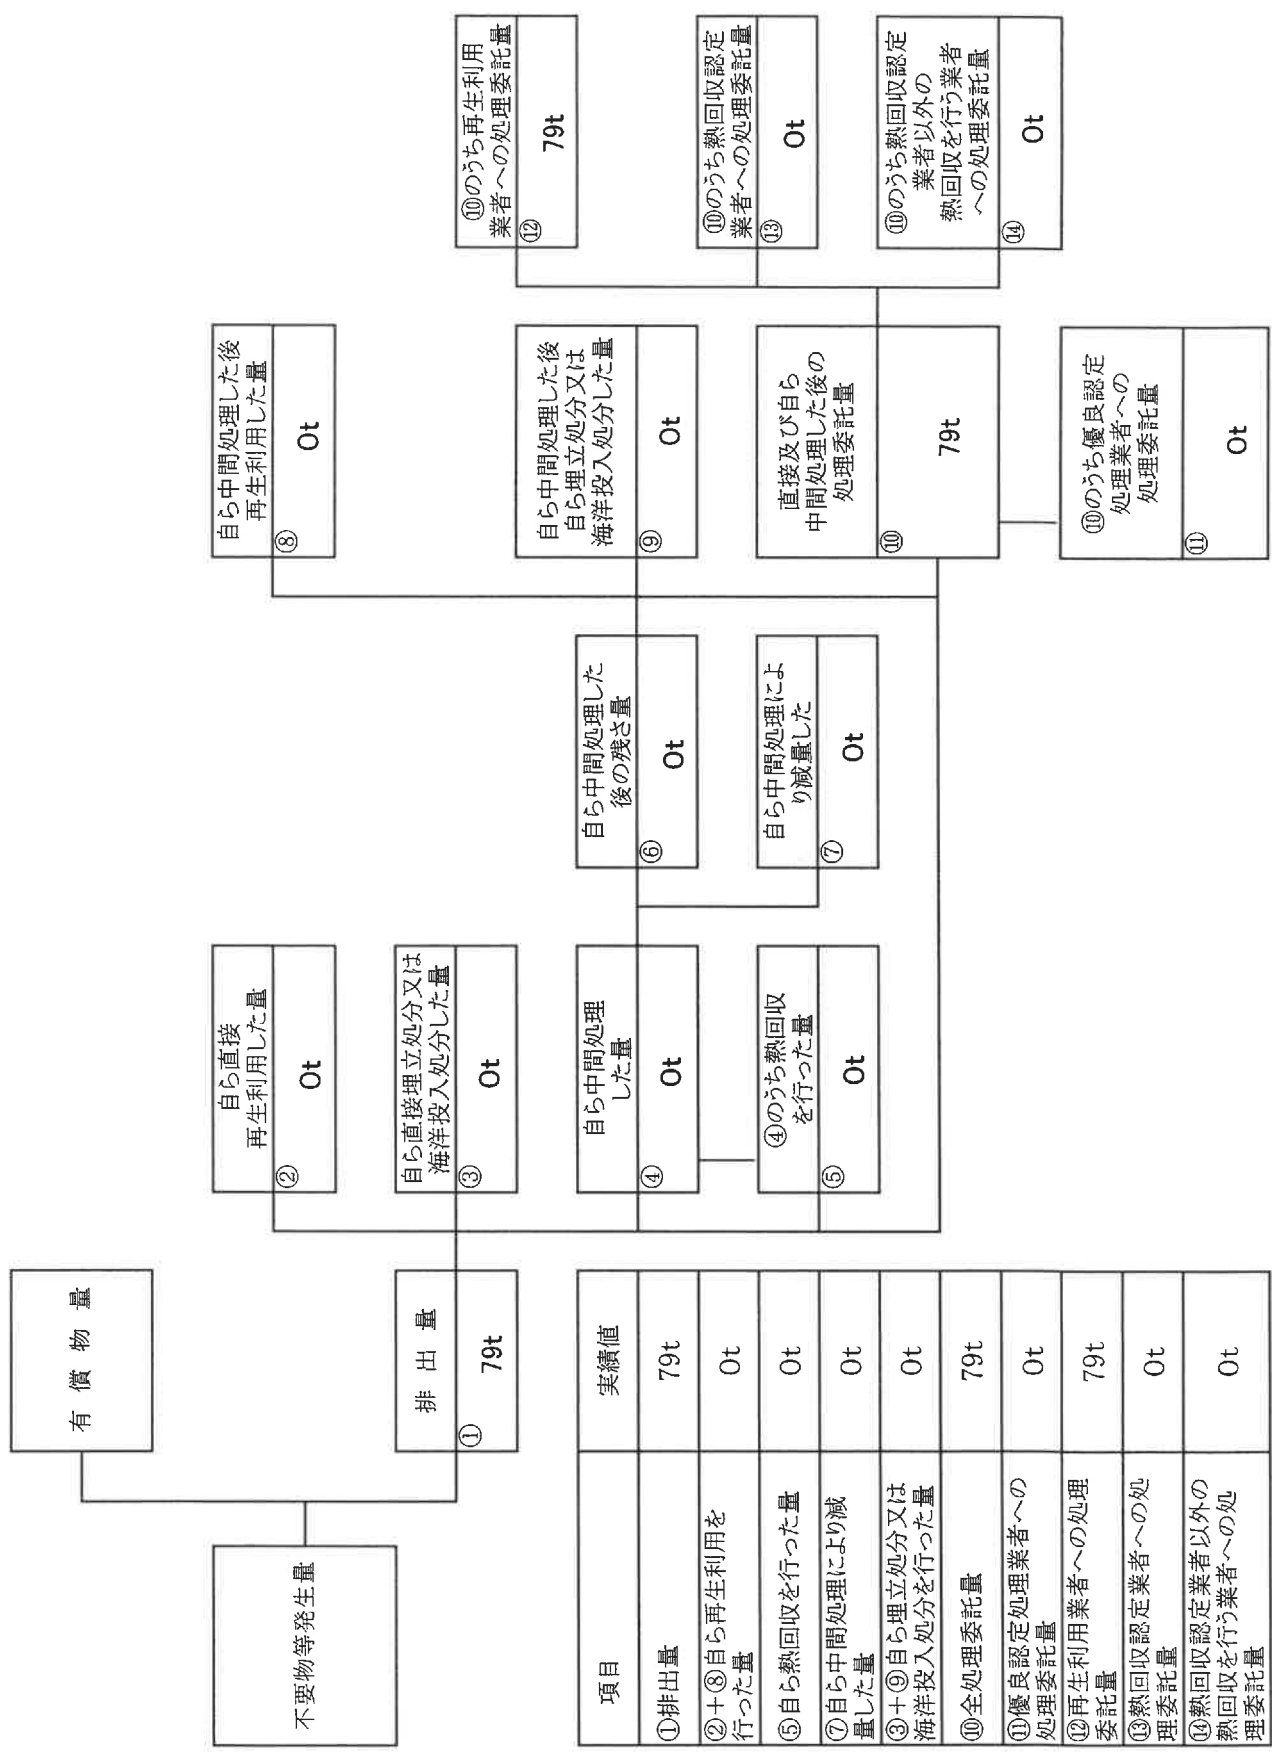 不要物等発生量
有償物量
排出量
①
79t
自ら直接
再生利用した量
②
0t
自ら直接埋立処分又は
海洋投入処分した量
③
0t
自ら中間処理
した量
④
0t
④のうち熱回収
を行った量
⑤
0t
自ら中間処理した
後の残さ量
⑥
0t
自ら中間処理によ
り減量した
⑦
0t
自ら中間処理した後
再生利用した量
⑧
0t
自ら中間処理した後
自ら埋立処分又は
海洋投入処分した量
⑨
0t
直接及び自ら
中間処理した後の
処理委託量
⑩
79t
⑩のうち優良認定
処理業者への
処理委託量
⑪
0t
⑩のうち再生利用
業者への処理委託量
⑫
79t
⑩のうち熱回収認定
業者への処理委託量
⑬
0t
⑩のうち熱回収認定
業者以外の
熱回収を行う業者
への処理委託量
⑭
0t
項目 実績値
①排出量 79t
②+⑧自ら再生利用を
行った量 0t
⑤自ら熱回収を行った量 0t
⑦自ら中間処理により減
量した量 0t
③+⑨自ら埋立処分又は
海洋投入処分を行った量 0t
⑩全処理委託量 79t
⑪優良認定処理業者への
処理委託量 0t
⑫再生利用業者への処理
委託量 79t
⑬熱回収認定業者への処
理委託量 0t
⑭熱回収認定業者以外の
熱回収を行う業者への処
理委託量 0t